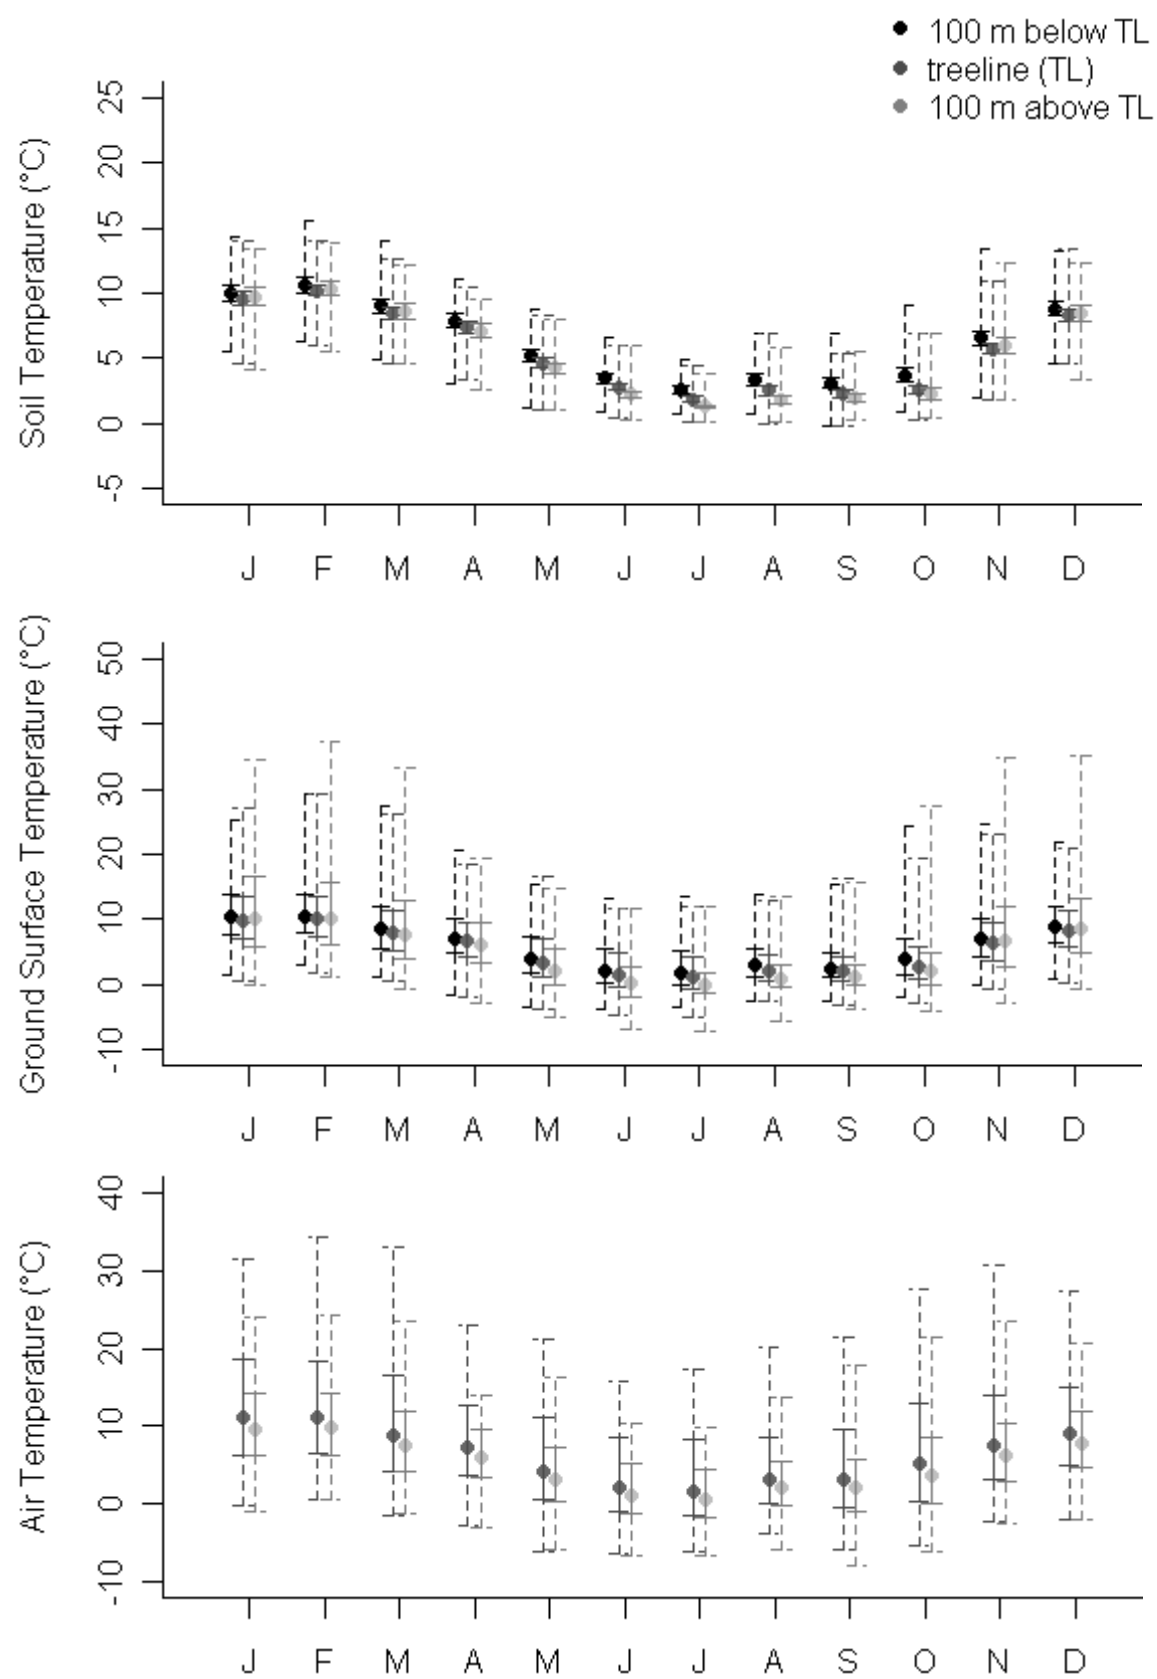 100 m below TL
treeline (TL)
100 m above TL
Soil Temperature (°C)
25
20
15
10
5
0
-5
J F M A M J J A S O N D
Ground Surface Temperature (°C)
50
40
30
20
10
0
-10
J F M A M J J A S O N D
Air Temperature (°C)
40
30
20
10
0
-10
J F M A M J J A S O N D